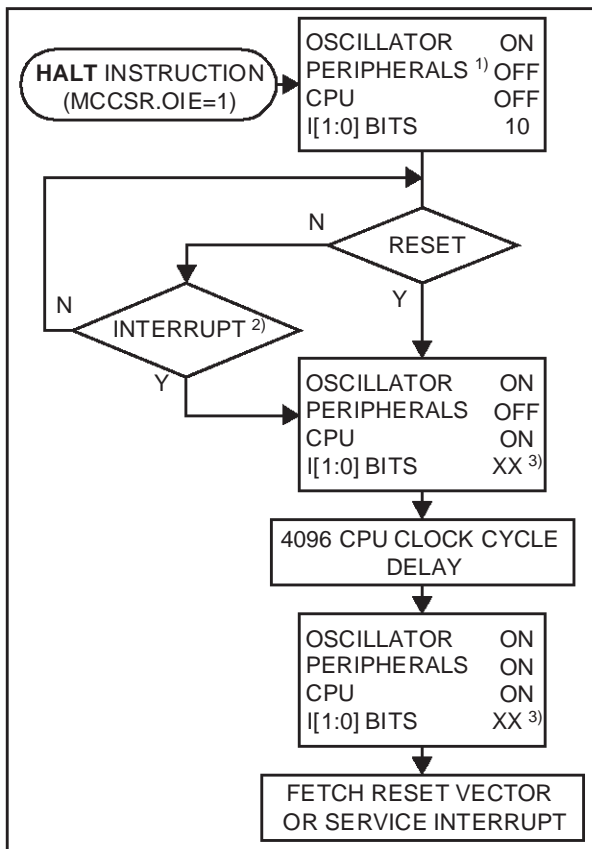 HALT INSTRUCTION
(MCCSR.OIE=1)
OSCILLATOR ON
PERIPHERALS 1) OFF
CPU OFF
I[1:0] BITS 10
N
RESET
Y
N
INTERRUPT 2)
Y
OSCILLATOR ON
PERIPHERALS OFF
CPU ON
I[1:0] BITS XX 3)
4096 CPU CLOCK CYCLE
DELAY
OSCILLATOR ON
PERIPHERALS ON
CPU ON
I[1:0] BITS XX 3)
FETCH RESET VECTOR
OR SERVICE INTERRUPT